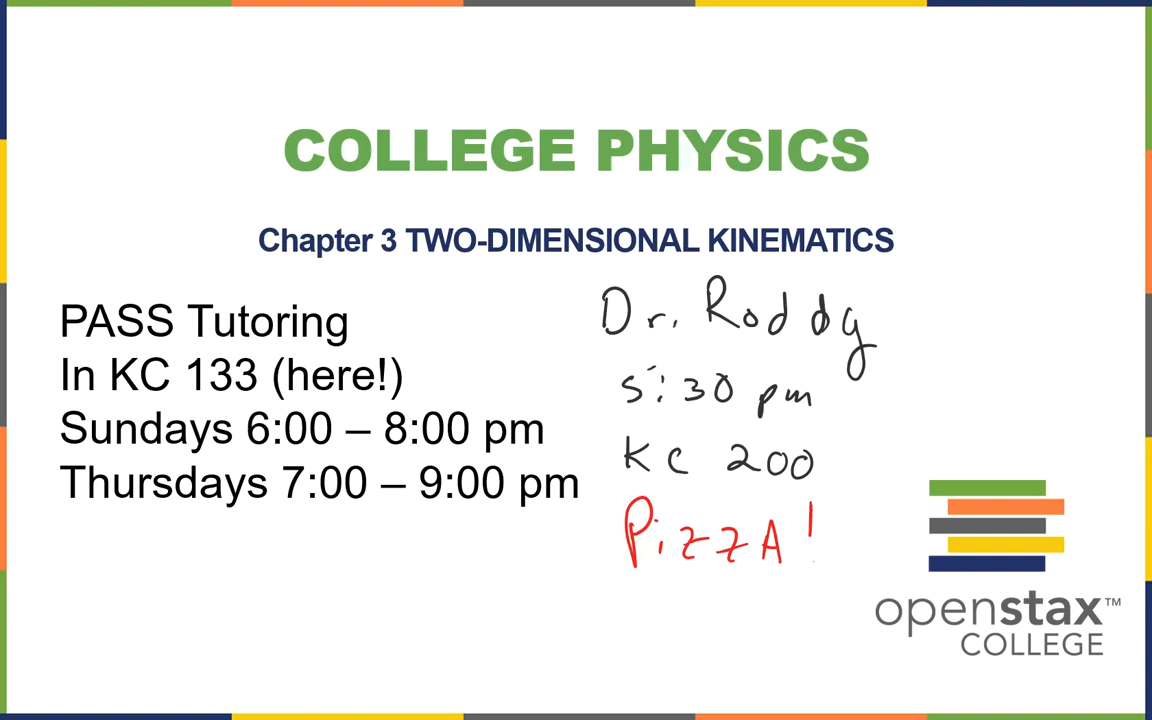 COLLEGE PHYSICS
Chapter 3 TWO-DIMENSIONAL KINEMATICS
PASS Tutoring
In KC 133 (here!)
Sundays 6:00 – 8:00 pm
Thursdays 7:00 – 9:00 pm
Dr. Roddy
5:30 pm
KC 200
PizzA!
openstax™
COLLEGE